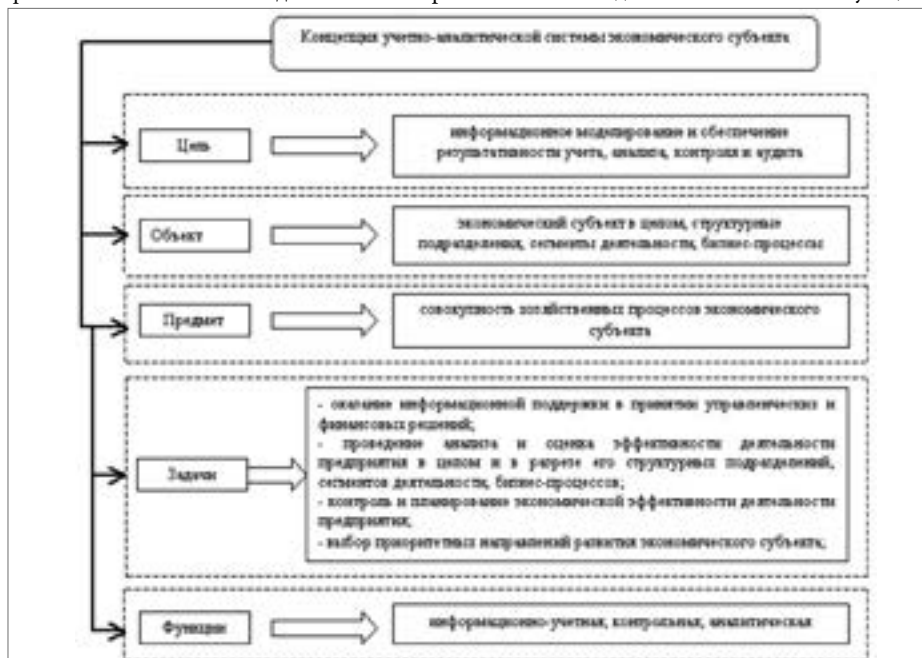 Концепция учетно-аналитической системы экономического субъекта
Цель
информационное моделирование и обеспечение
результативности учета, анализа, контроля и аудита
Объект
экономический субъект в целом, структурные
подразделения, сегменты деятельности, бизнес-процессы
Предмет
совокупность хозяйственных процессов экономического
субъекта
Задачи
- оказание информационной поддержки в принятии управленческих и
финансовых решений;
- проведение анализа и оценка эффективности деятельности
предприятия в целом и в разрезе его структурных подразделений,
сегментов деятельности, бизнес-процессов;
- контроль и планирование экономической эффективности деятельности
предприятия;
- выбор приоритетных направлений развития экономического субъекта;
Функции
информационно-учетная, контрольная, аналитическая